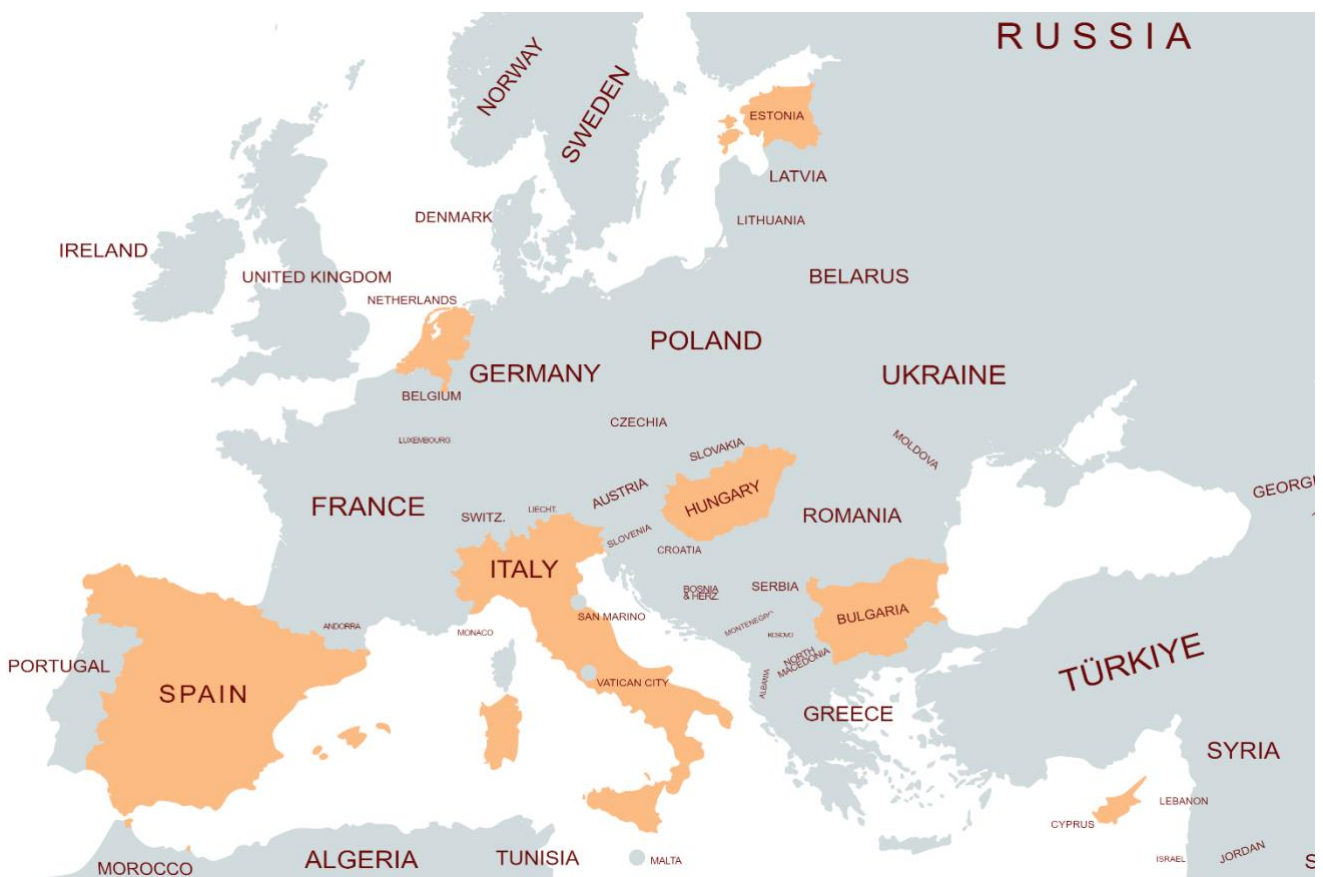 RUSSIA
NORWAY
SWEDEN
ESTONIA
LATVIA
LITHUANIA
DENMARK
IRELAND
UNITED KINGDOM
BELARUS
NETHERLANDS
POLAND
GERMANY
UKRAINE
BELGIUM
CZECHIA
LUXEMBOURG
SLOVAKIA
MOLDOVA
AUSTRIA
HUNGARY
FRANCE
LIECHT.
SWITZ.
ROMANIA
SLOVENIA
CROATIA
ITALY
BOSNIA
& HERZ.
SERBIA
BULGARIA
SAN MARINO
ANDORRA
MONACO
MONTENEGRO
KOSOVO
NORTH
MACEDONIA
ALBANIA
PORTUGAL
SPAIN
VATICAN CITY
GREECE
TÜRKIYE
SYRIA
LEBANON
CYPRUS
MOROCCO
ALGERIA
TUNISIA
MALTA
ISRAEL
JORDAN